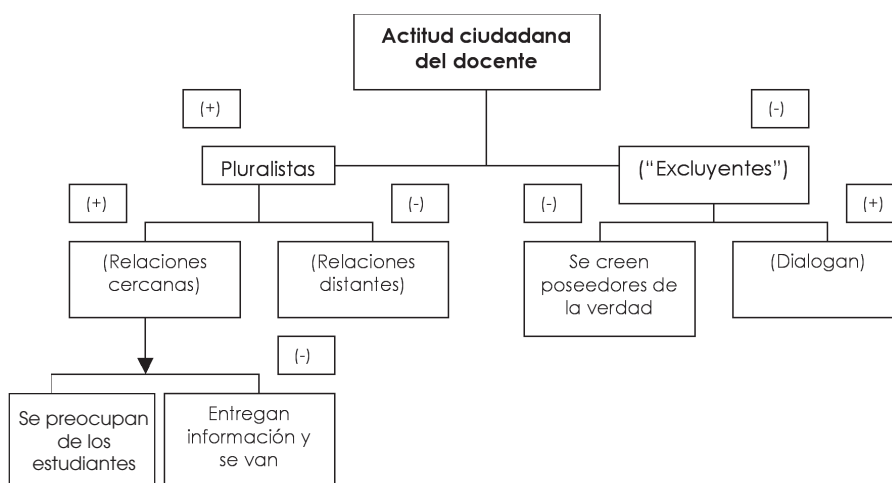 Actitud ciudadana
del docente
(+)
(-)
Pluralistas
(“Excluyentes”)
(+)
(-)
(-)
(+)
(Relaciones
cercanas)
(Relaciones
distantes)
Se creen
poseedores de
la verdad
(Dialogan)
(-)
Se preocupan
de los
estudiantes
Entregan
información y
se van